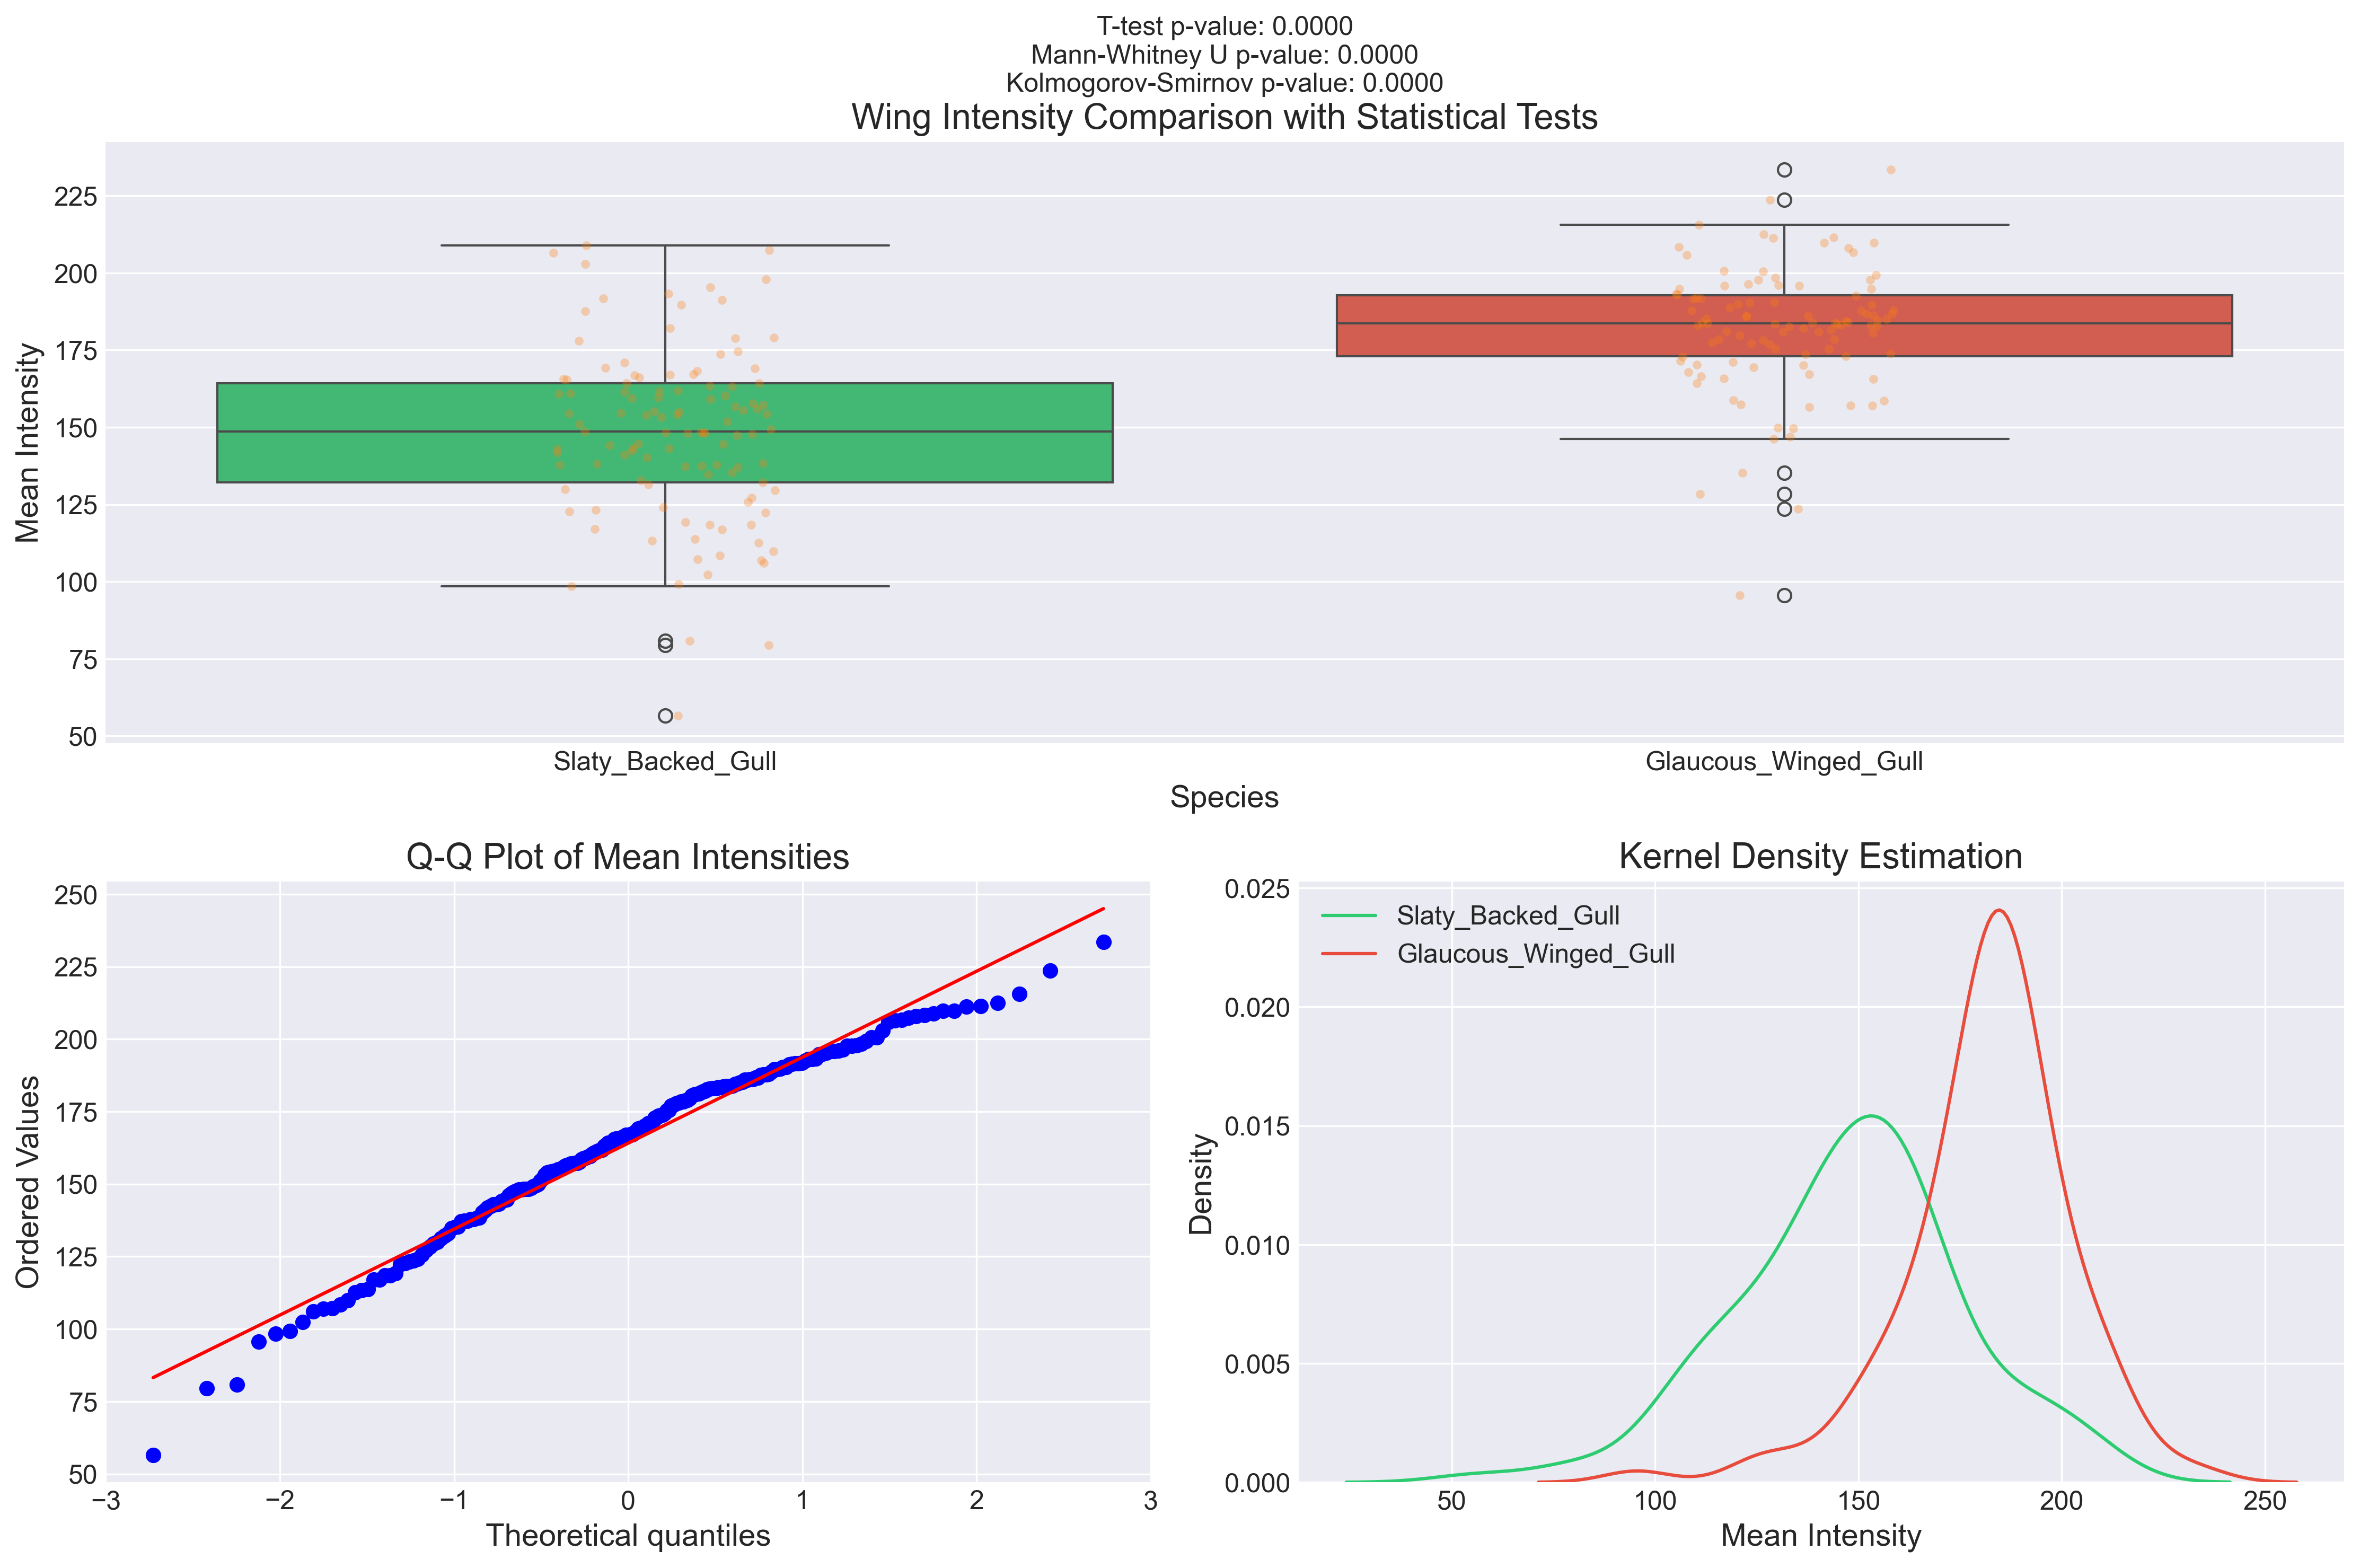 T-test p-value: 0.0000
Mann-Whitney U p-value: 0.0000
Kolmogorov-Smirnov p-value: 0.0000
Wing Intensity Comparison with Statistical Tests
Mean Intensity
225
200
175
150
125
100
75
50
Slaty_Backed_Gull
Glaucous_Winged_Gull
Species
Q-Q Plot of Mean Intensities
Ordered Values
250
225
200
175
150
125
100
75
50
−3
−2
−1
0
1
2
3
Theoretical quantiles
Kernel Density Estimation
Slaty_Backed_Gull
Glaucous_Winged_Gull
Density
0.025
0.020
0.015
0.010
0.005
0.000
50
100
150
200
250
Mean Intensity